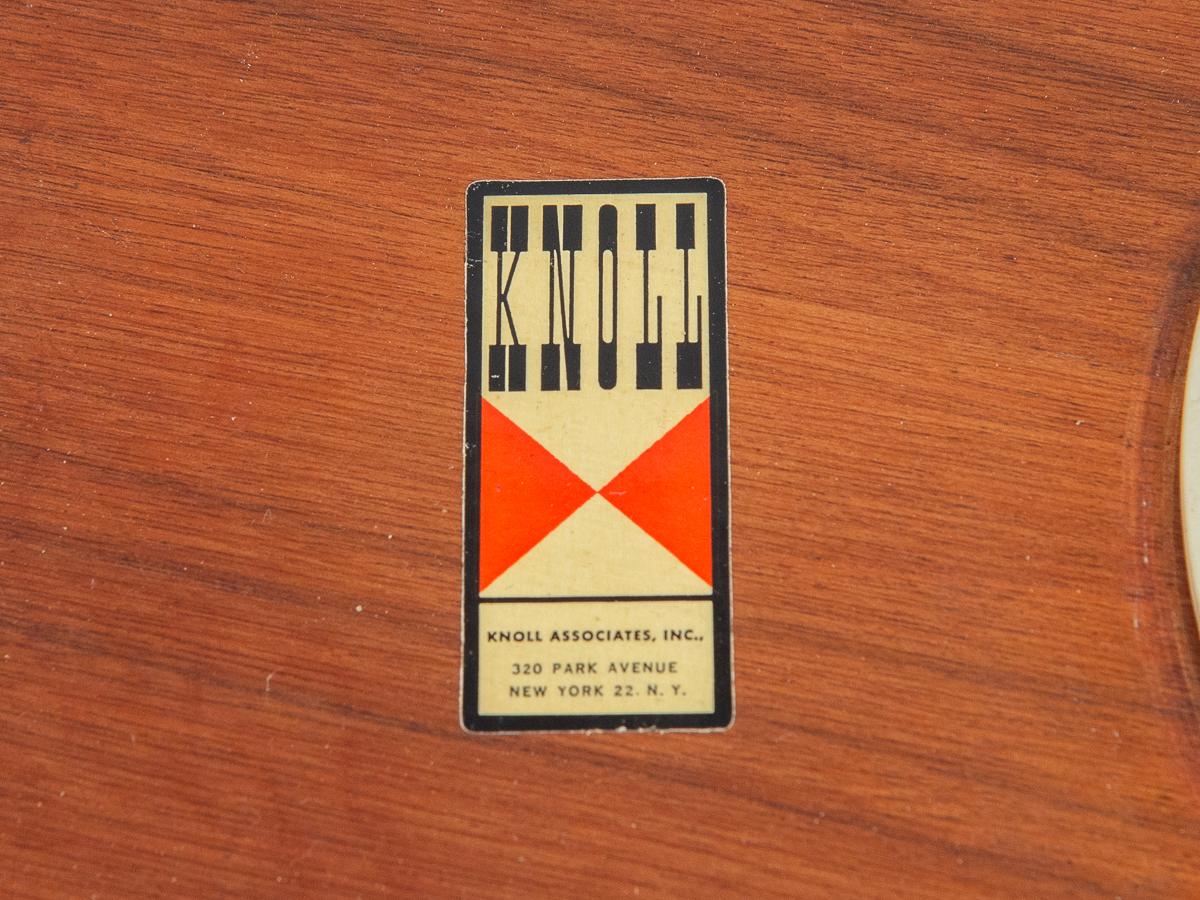 KNOLL
KNOLL ASSOCIATES, INC.,
320 PARK AVENUE
NEW YORK 22. N. Y.